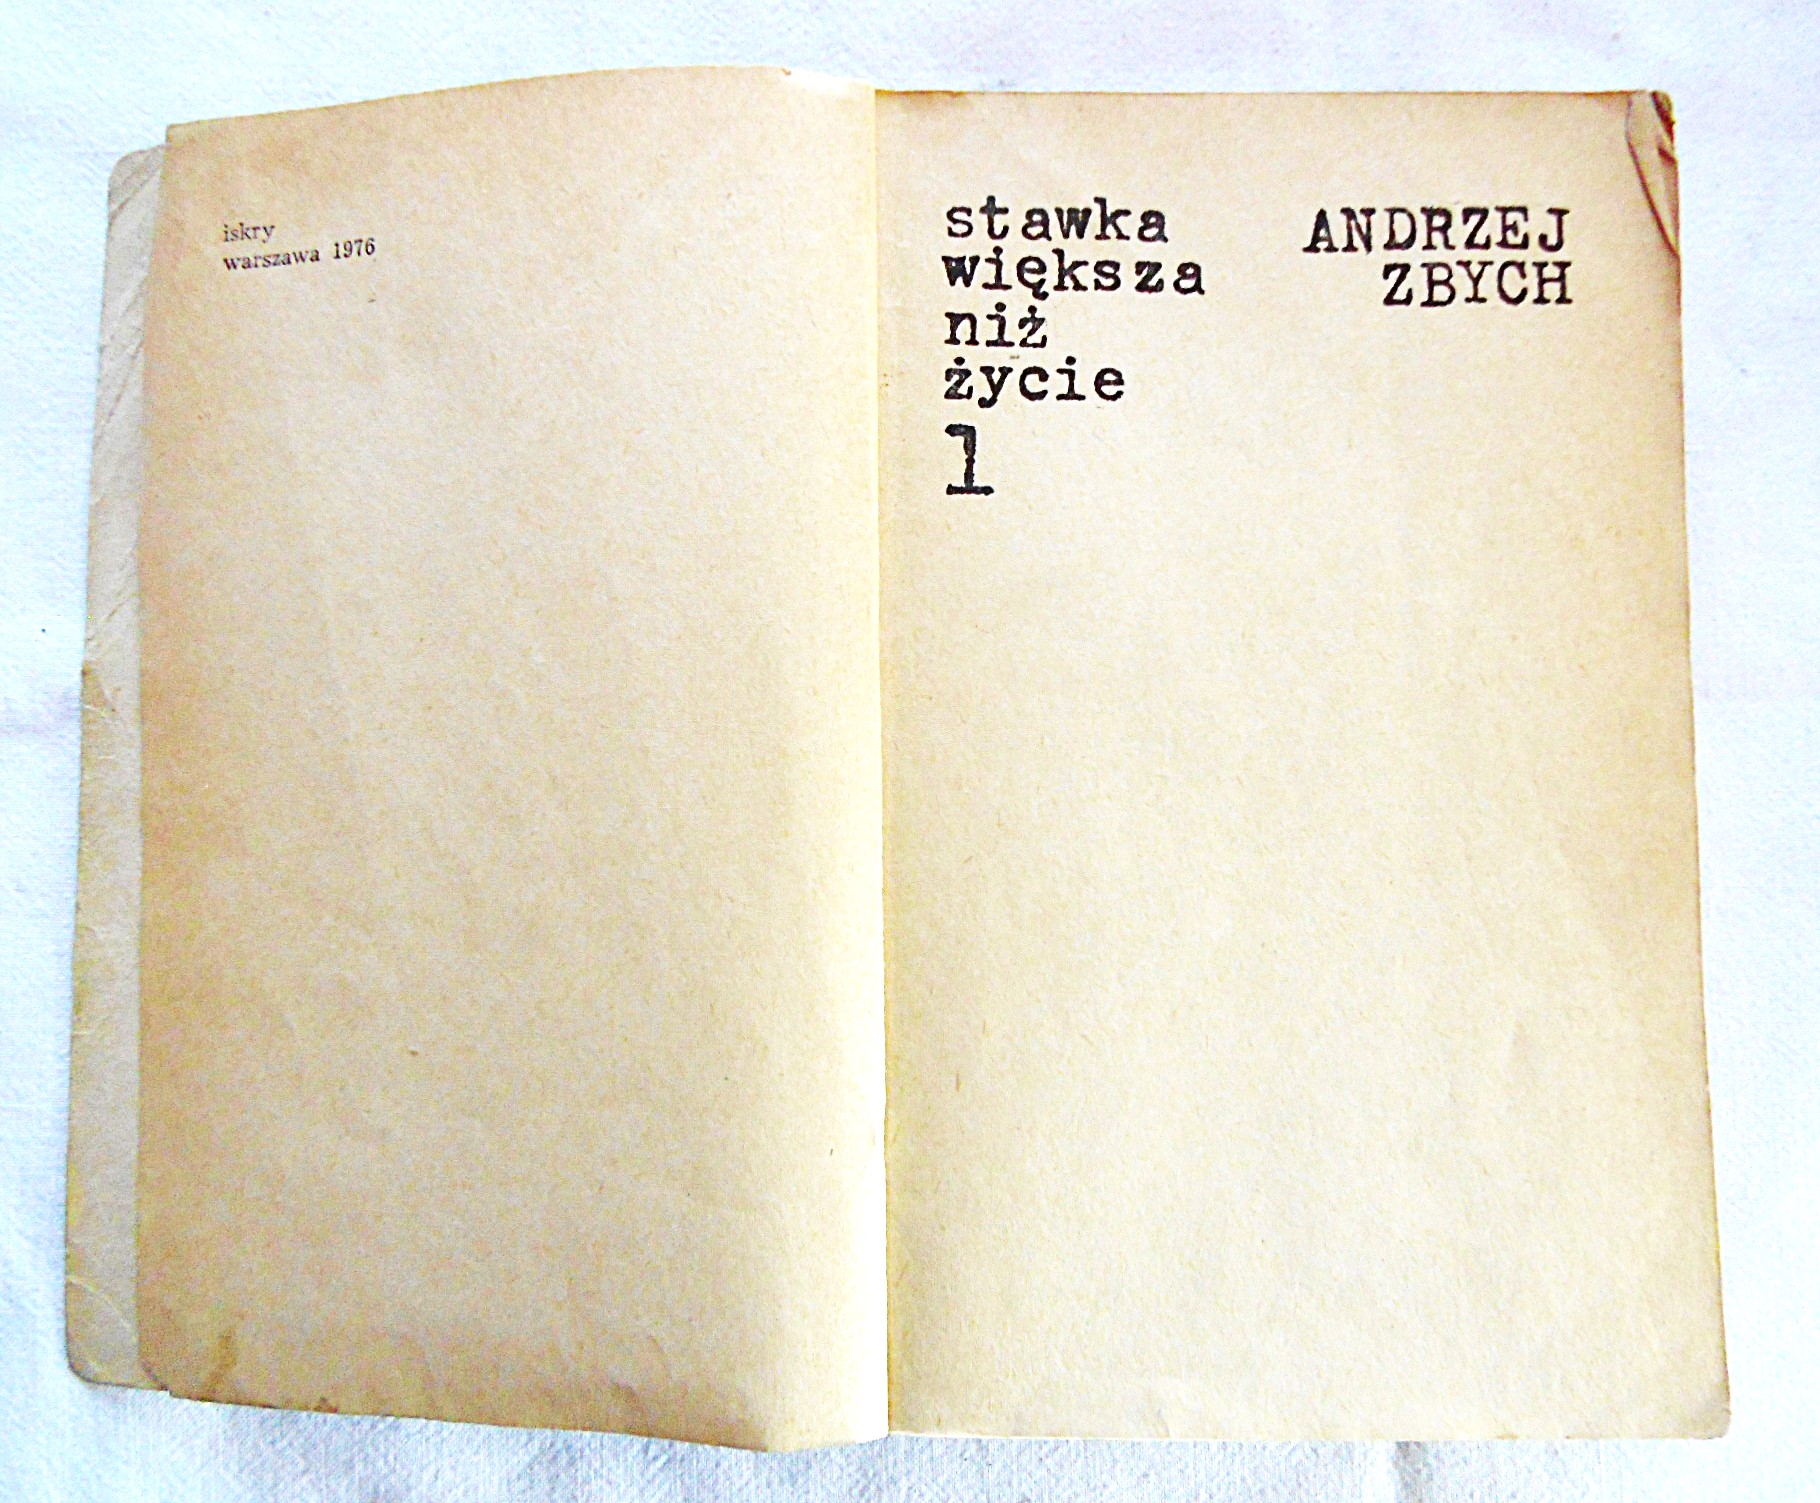 iskry
warszawa 1976
stawka
większa
niż
życie
1
ANDRZEJ
ZBYCH